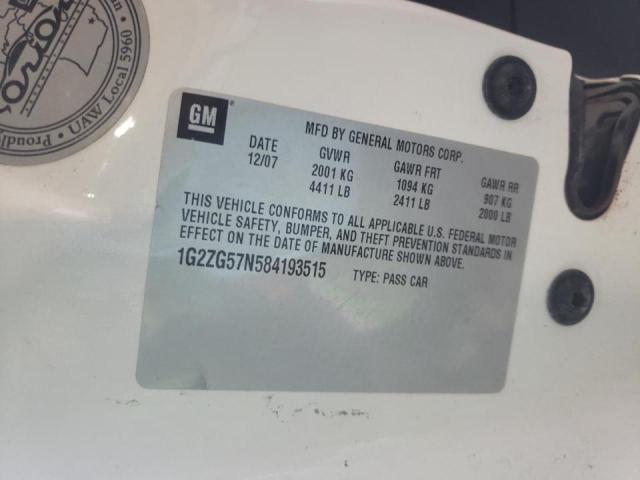 Orion
Proudly
UAW Local 5960
GM
®
MFD BY GENERAL MOTORS CORP.
DATE GVWR GAWR FRT GAWR RR
12/07 2001 KG 1094 KG 907 KG
4411 LB 2411 LB 2000 LB
THIS VEHICLE CONFORMS TO ALL APPLICABLE U.S. FEDERAL MOTOR
VEHICLE SAFETY, BUMPER, AND THEFT PREVENTION STANDARDS IN
EFFECT ON THE DATE OF MANUFACTURE SHOWN ABOVE.
1G2ZG57N584193515 TYPE: PASS CAR